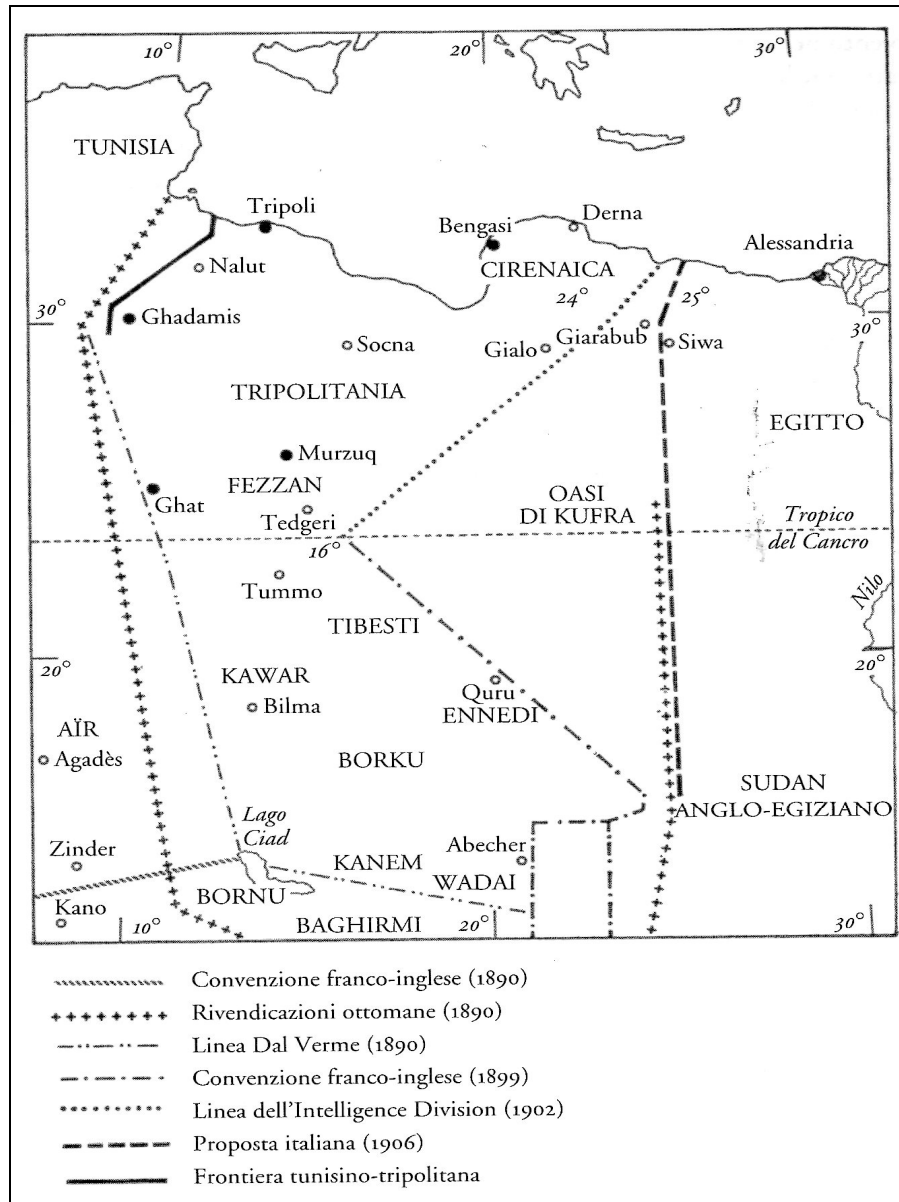 10°
20°
30°
TUNISIA
Tripoli
Derna
Bengasi
Alessandria
Nalut
CIRENAICA
24°
25°
30°
Ghadamis
30°
Socna
Gialo
Giarabub
Siwa
TRIPOLITANIA
EGITTO
Murzuq
FEZZAN
Ghat
OASI
DI KUFRA
Tedgeri
Tropico
del Cancro
16°
Tummo
Nilo
TIBESTI
20°
20°
KAWAR
Quru
Bilma
ENNEDI
AÏR
Agadès
BORKU
SUDAN
ANGLO-EGIZIANO
Lago
Ciad
Zinder
Abecher
KANEM
WADAI
BORNU
Kano
10°
BAGHIRMI
20°
30°
Convenzione franco-inglese (1890)
Rivendicazioni ottomane (1890)
Linea Dal Verme (1890)
Convenzione franco-inglese (1899)
Linea dell'Intelligence Division (1902)
Proposta italiana (1906)
Frontiera tunisino-tripolitana